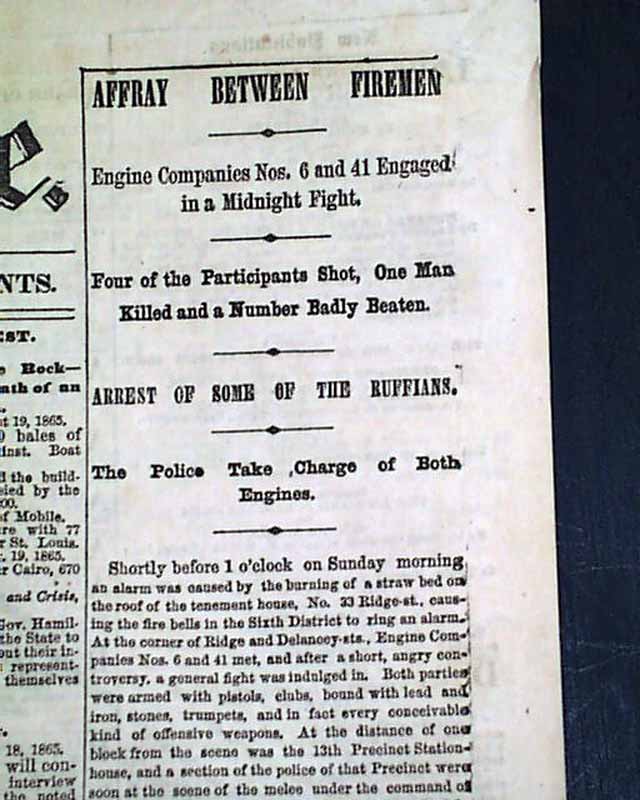 e.
NTS.
EST.
Rock—
ath of an
19, 1865.
bales of
inst. Boat
d the build-
pied by the
00.
of Mobile.
re with 77
r St. Louis.
. 19, 1865.
r Cairo, 670
and Crisis,
Gov. Hamil-
the State to
out their in-
represent-
themselves
18, 1865.
will con-
interview
the noted
AFFRAY BETWEEN FIREMEN
Engine Companies Nos. 6 and 41 Engaged
in a Midnight Fight.
Four of the Participants Shot, One Man
Killed and a Number Badly Beaten.
ARREST OF SOME OF THE RUFFIANS.
The Police Take Charge of Both
Engines.
Shortly before 1 o'clock on Sunday morning
an alarm was caused by the burning of a straw bed on
the roof of the tenement house, No. 33 Ridge-st., caus-
ing the fire bells in the Sixth District to ring an alarm.
At the corner of Ridge and Delancey-sts., Engine Com-
panies Nos. 6 and 41 met, and after a short, angry con-
troversy, a general fight was indulged in. Both parties
were armed with pistols, clubs, bound with lead and
iron, stones, trumpets, and in fact every conceivable
kind of offensive weapons. At the distance of one
block from the scene was the 13th Precinct Station-
house, and a section of the police of that Precinct were
soon at the scene of the melee under the command of